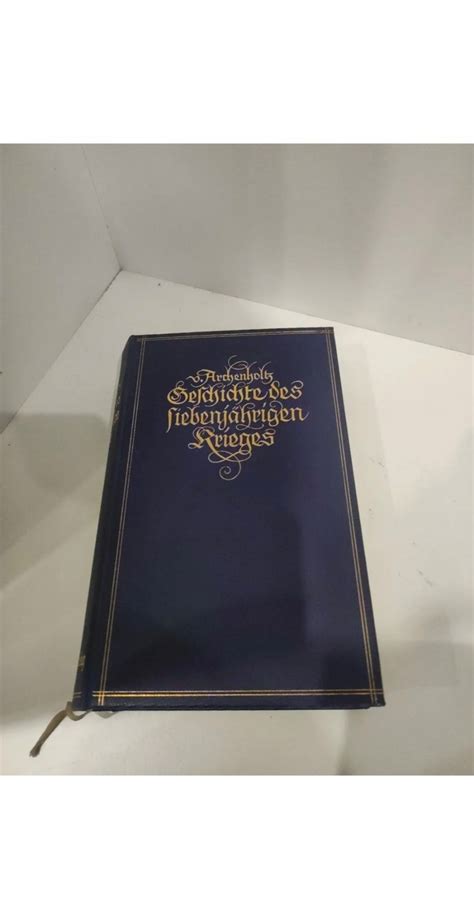 v. Archenholtz
Geschichte des
siebenjährigen
Krieges